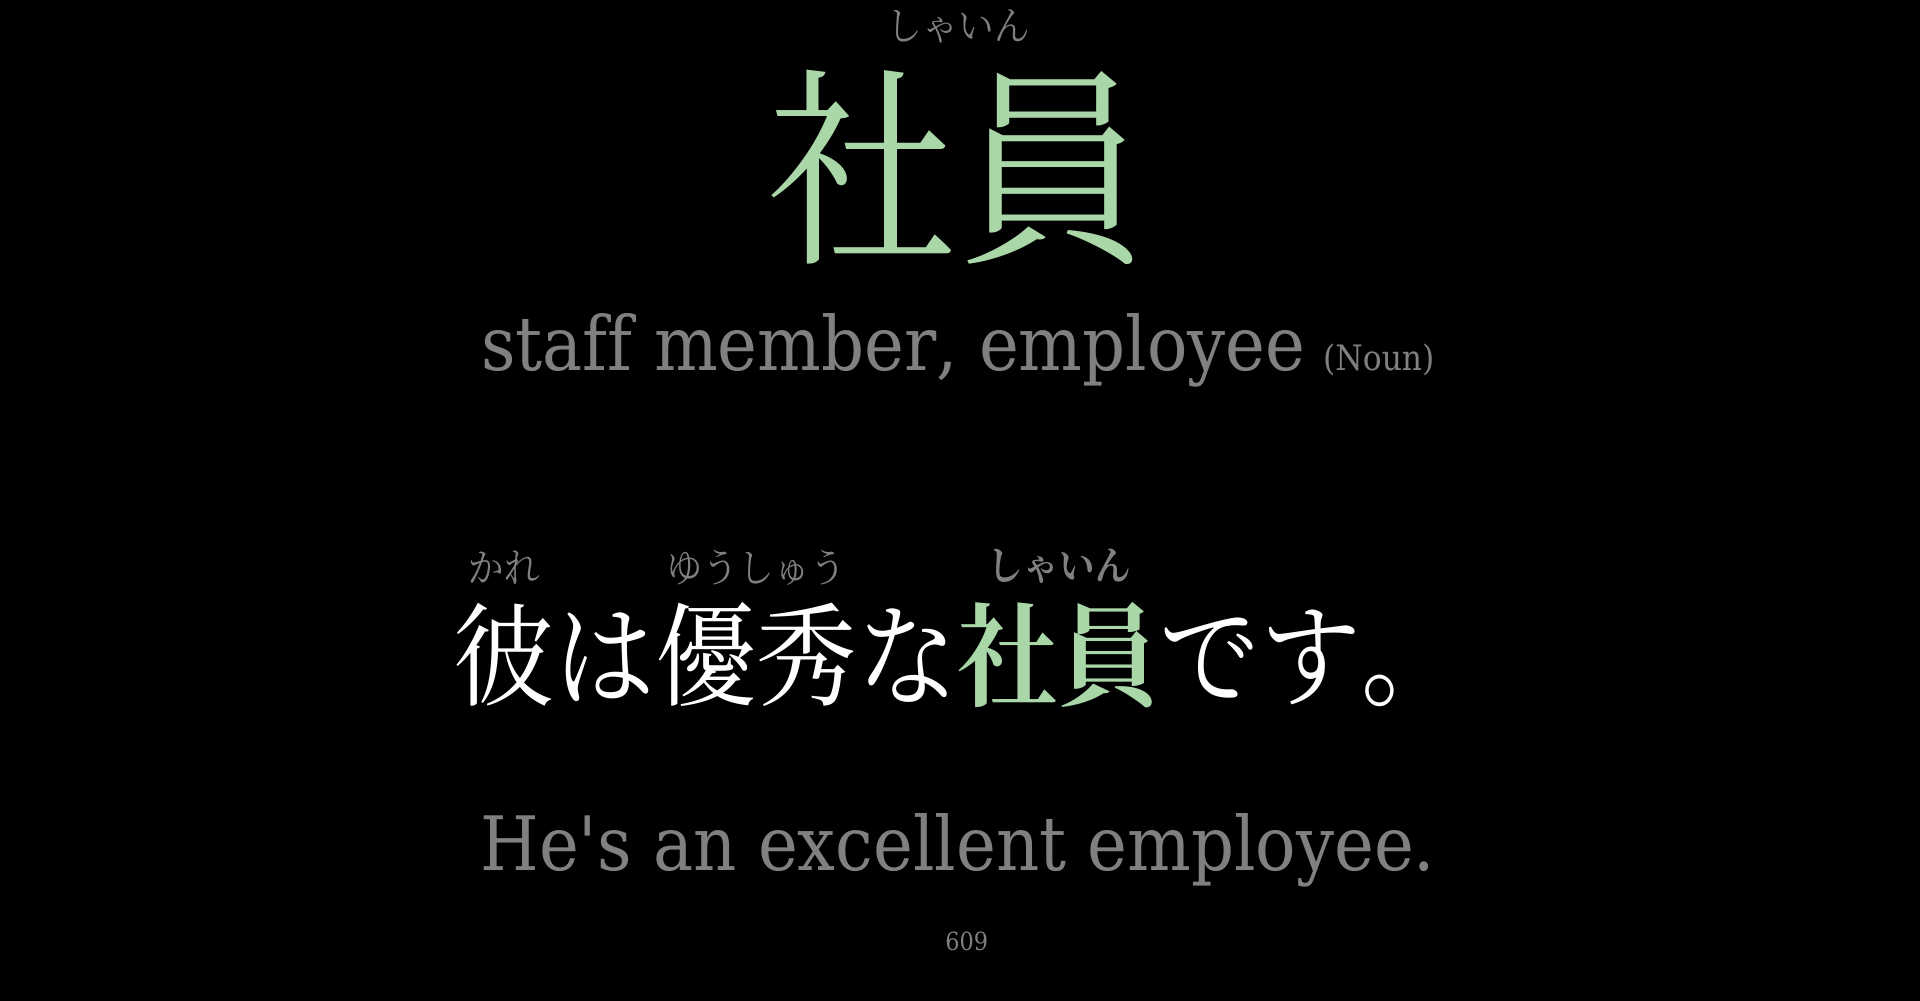 しゃいん
社員
staff member, employee (Noun)
かれ ゆうしゅう しゃいん
彼は優秀な社員です。
He's an excellent employee.
609